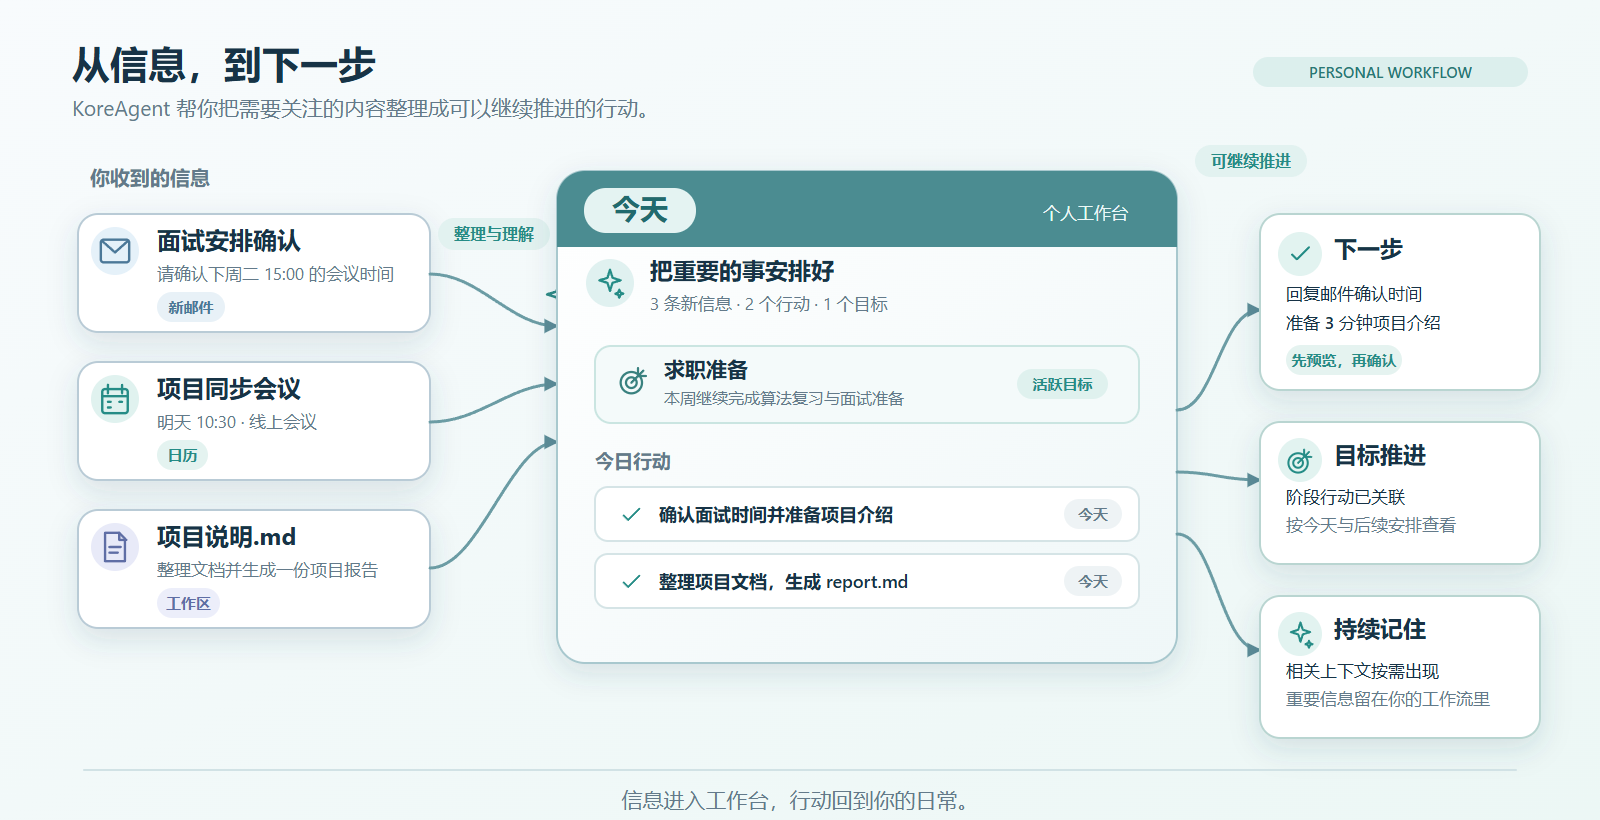 从信息，到下一步
KoreAgent 帮你把需要关注的内容整理成可以继续推进的行动。
PERSONAL WORKFLOW
你收到的信息
面试安排确认
请确认下周二 15:00 的会议时间
新邮件
项目同步会议
明天 10:30 · 线上会议
日历
项目说明.md
整理文档并生成一份项目报告
工作区
整理与理解
今天
个人工作台
把重要的事安排好
3 条新信息 · 2 个行动 · 1 个目标
求职准备
本周继续完成算法复习与面试准备
活跃目标
今日行动
确认面试时间并准备项目介绍
今天
整理项目文档，生成 report.md
今天
可继续推进
下一步
回复邮件确认时间
准备 3 分钟项目介绍
先预览，再确认
目标推进
阶段行动已关联
按今天与后续安排查看
持续记住
相关上下文按需出现
重要信息留在你的工作流里
信息进入工作台，行动回到你的日常。